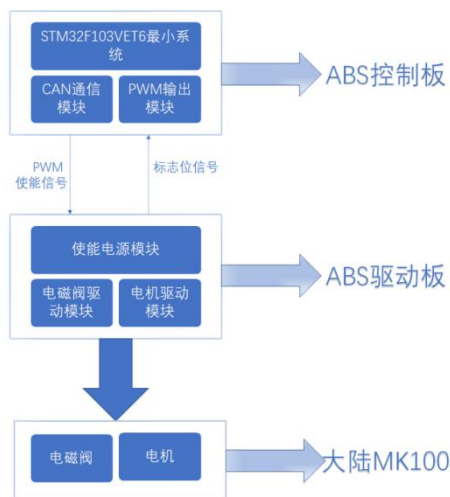 STM32F103VET6最小系
统
CAN通信
模块
PWM输出
模块
ABS控制板
PWM
使能信号
标志位信号
使能电源模块
电磁阀驱
动模块
电机驱动
模块
ABS驱动板
电磁阀
电机
大陆MK100